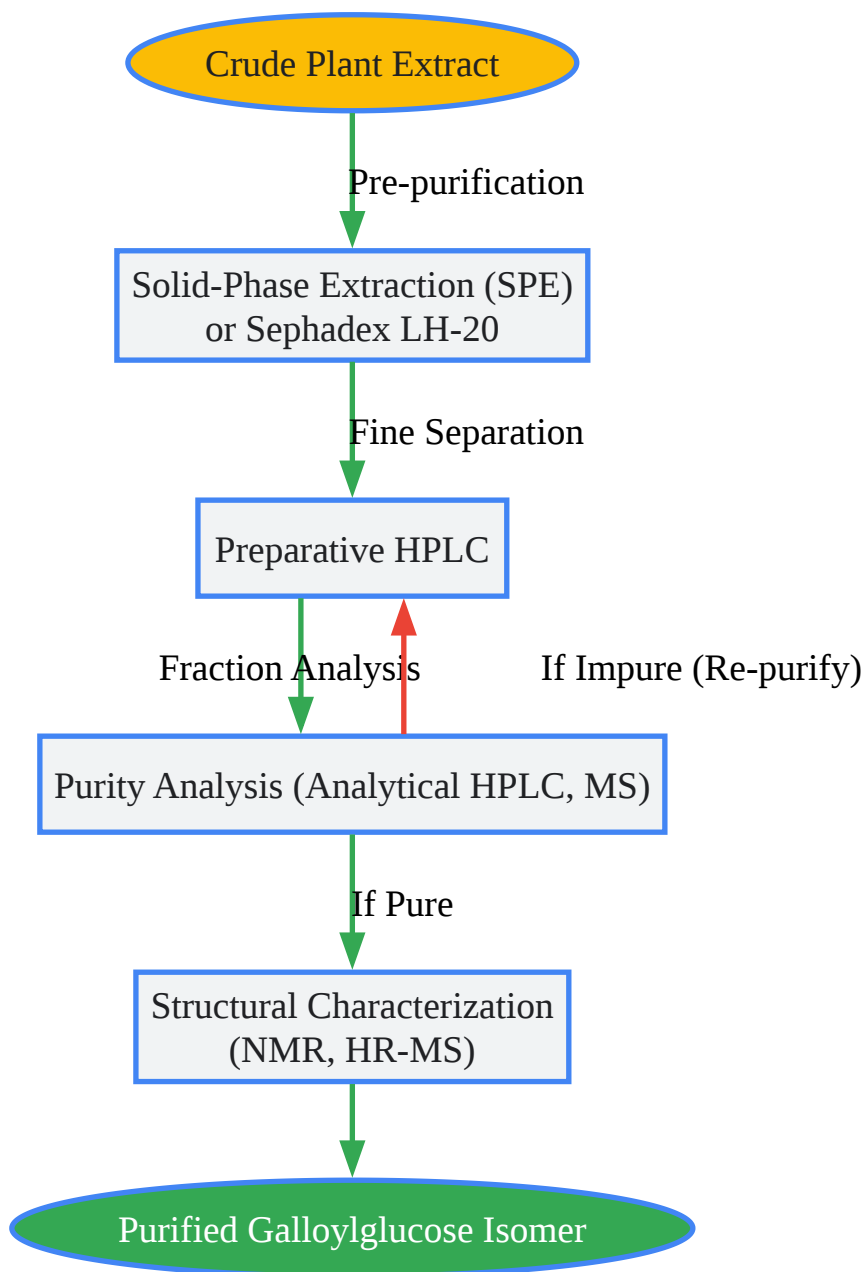 Crude Plant Extract
Pre-purification
Solid-Phase Extraction (SPE)
or Sephadex LH-20
Fine Separation
Preparative HPLC
Fraction Analysis
If Impure (Re-purify)
Purity Analysis (Analytical HPLC, MS)
If Pure
Structural Characterization
(NMR, HR-MS)
Purified Galloylglucose Isomer